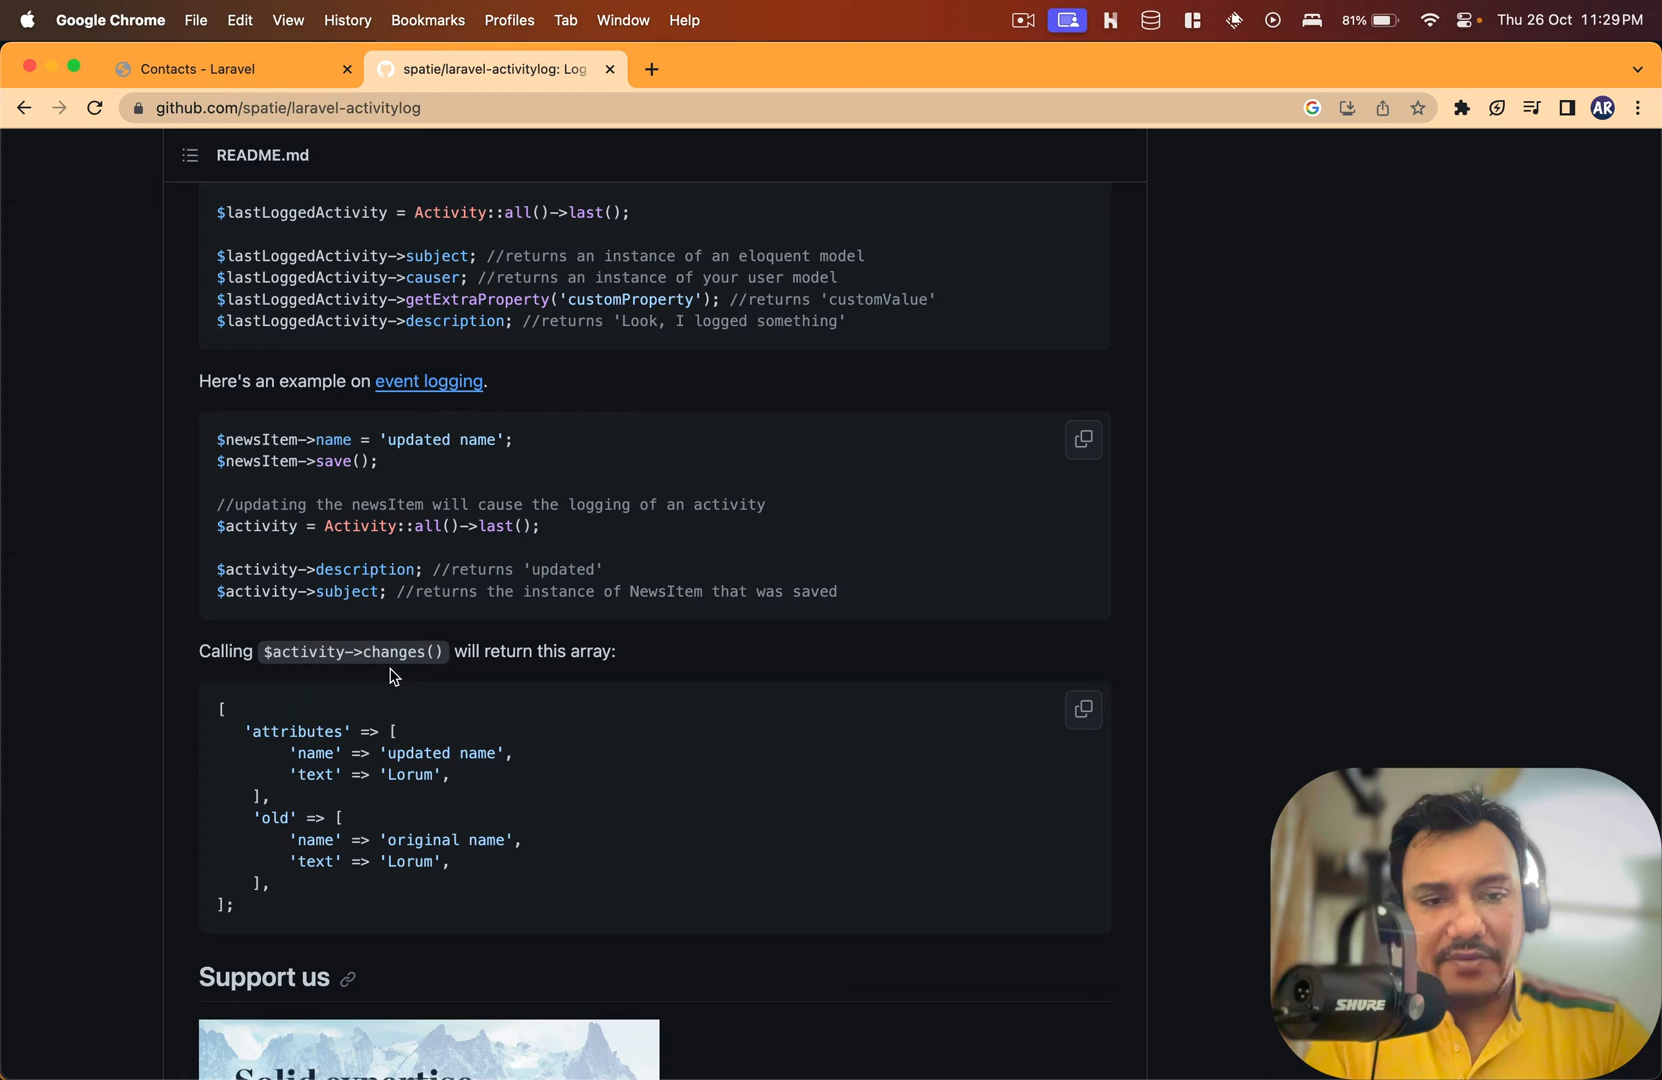 Google Chrome File Edit View History Bookmarks Profiles Tab Window Help 81% Thu 26 Oct 11:29PM
Contacts - Laravel spatie/laravel-activitylog: Log
github.com/spatie/laravel-activitylog AR
README.md
$lastLoggedActivity = Activity::all()->last();
$lastLoggedActivity->subject; //returns an instance of an eloquent model
$lastLoggedActivity->causer; //returns an instance of your user model
$lastLoggedActivity->getExtraProperty('customProperty'); //returns 'customValue'
$lastLoggedActivity->description; //returns 'Look, I logged something'
Here's an example on event logging.
$newsItem->name = 'updated name';
$newsItem->save();
//updating the newsItem will cause the logging of an activity
$activity = Activity::all()->last();
$activity->description; //returns 'updated'
$activity->subject; //returns the instance of NewsItem that was saved
Calling $activity->changes() will return this array:
[
'attributes' => [
'name' => 'updated name',
'text' => 'Lorum',
],
'old' => [
'name' => 'original name',
'text' => 'Lorum',
],
];
Support us
Solid expertise
SHURE